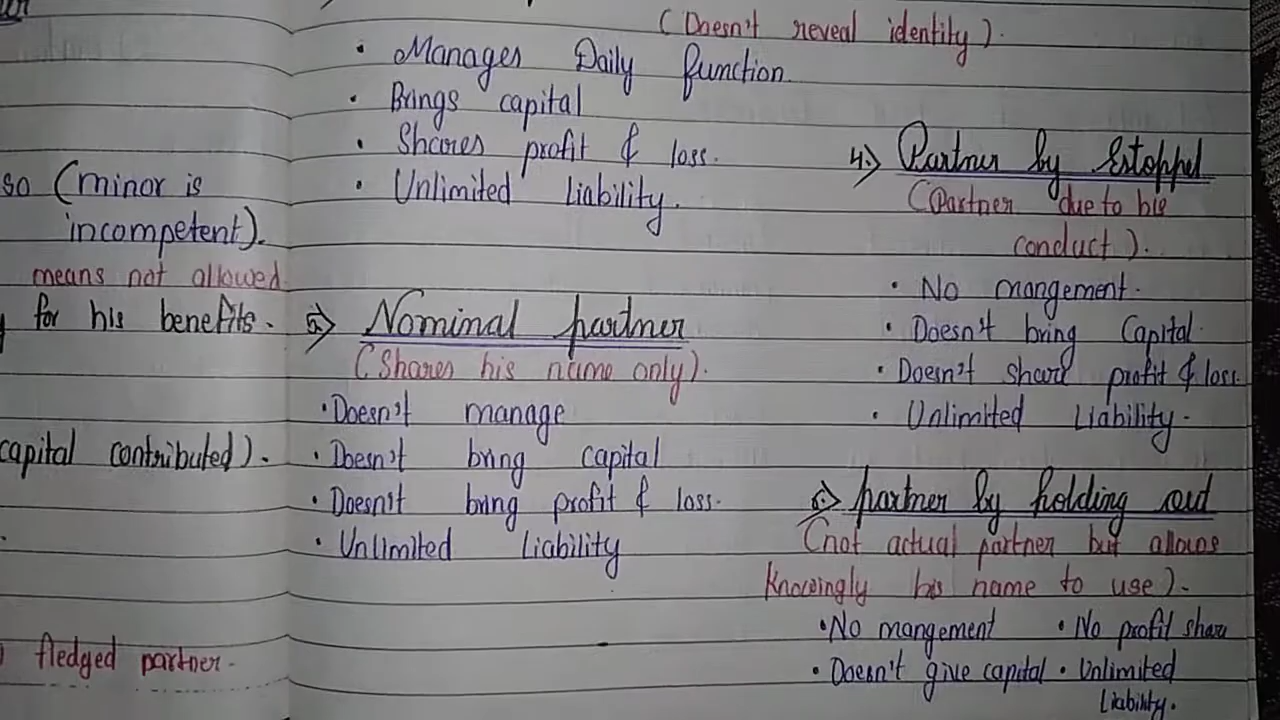 (Doesn't reveal identity).
• Manages Daily function
• Brings capital
• Shares profit & loss.
• Unlimited Liability.
so (minor is
incompetent).
means not allowed
for his benefits.
capital contributed).
fledged partner.
5) Nominal partner
(Shares his name only).
• Doesn't manage
• Doesn't bring capital
• Doesn't bring profit & loss.
• Unlimited Liability
4) Partner by Estoppel
(Partner due to his
conduct).
• No mangement.
• Doesn't bring Capital.
• Doesn't share profit & loss.
• Unlimited Liability.
6) partner by holding out
(not actual partner but allows
knowingly his name to use).
• No mangement • No profit share
• Doesn't give capital • Unlimited
Liability.